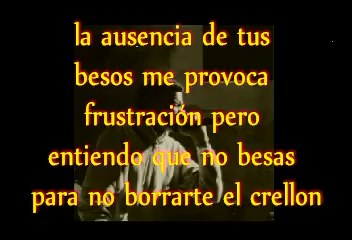 la ausencia de tus
besos me provoca
frustración pero
entiendo que no besas
para no borrarte el crellon